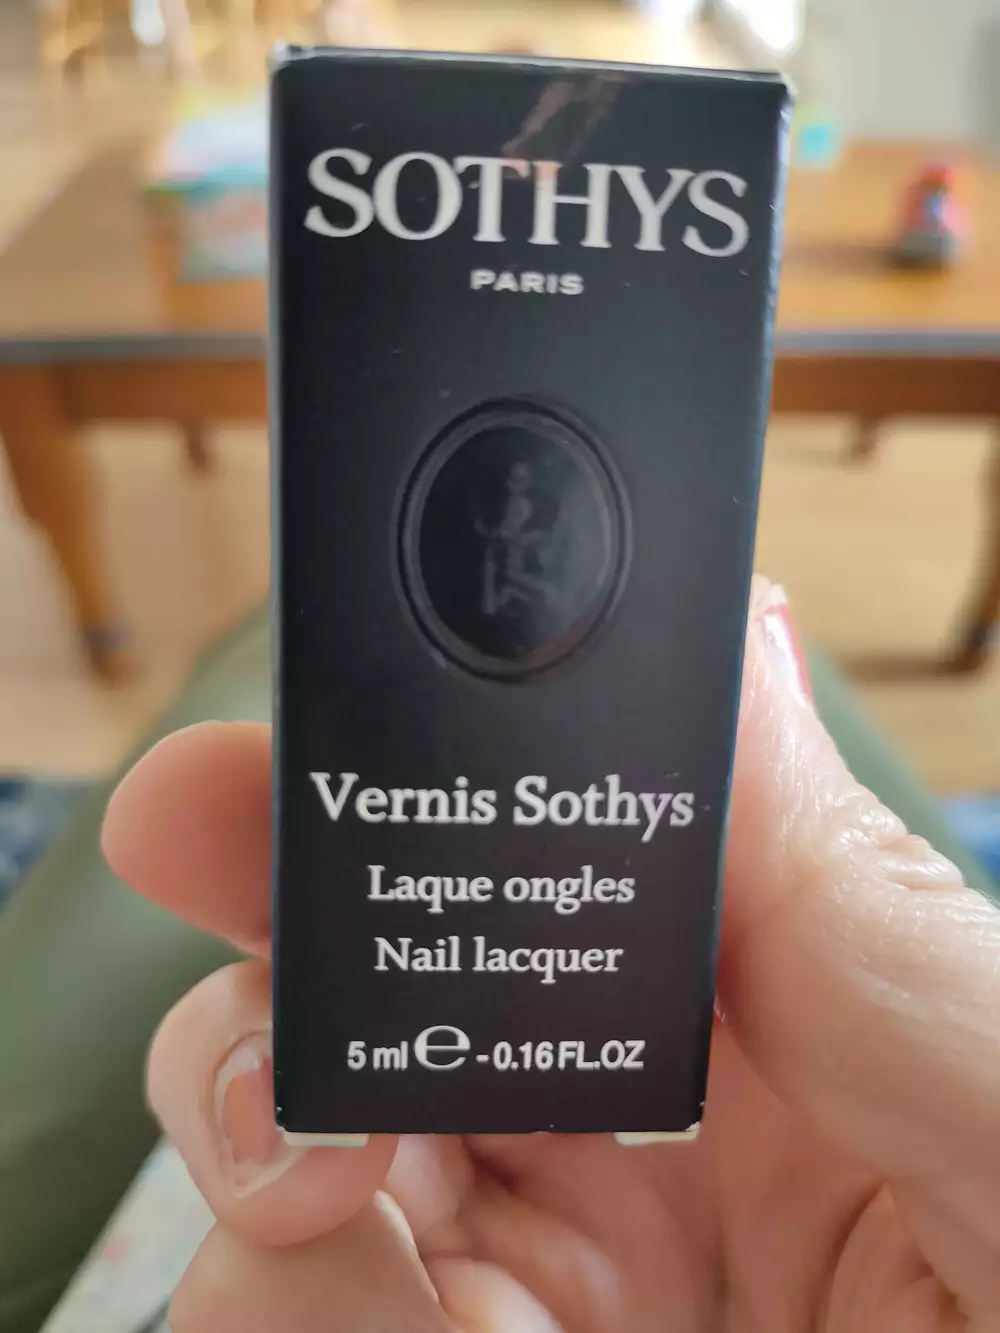 SOTHYS
PARIS
Vernis Sothys
Laque ongles
Nail lacquer
5 ml ℮ - 0.16 FL.OZ